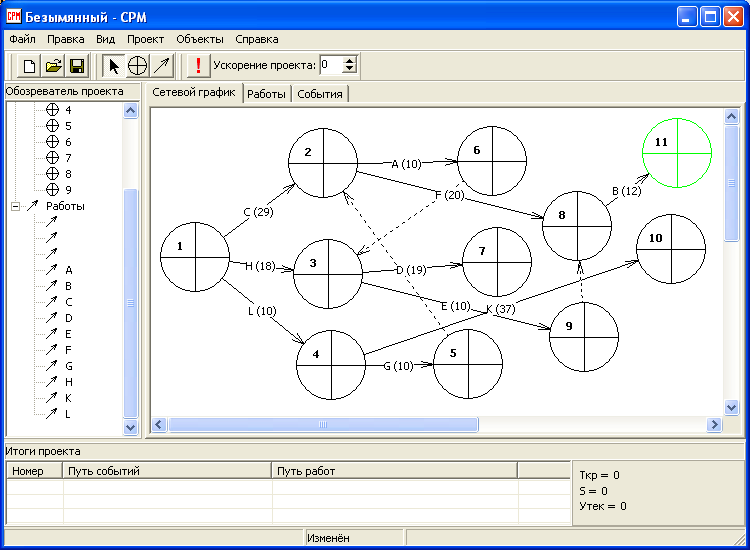 CPM Безымянный - CPM
Файл Правка Вид Проект Объекты Справка
Ускорение проекта: 0
Обозреватель проекта
4
5
6
7
8
9
Работы
A
B
C
D
E
F
G
H
K
L
Сетевой график Работы События
11
2
6
A (10)
B (12)
F (20)
C (29)
8
1
10
7
3
H (18)
D (19)
E (10)
K (37)
L (10)
9
4
5
G (10)
Итоги проекта
Номер Путь событий Путь работ
Tкр = 0
S = 0
Утек = 0
Изменён